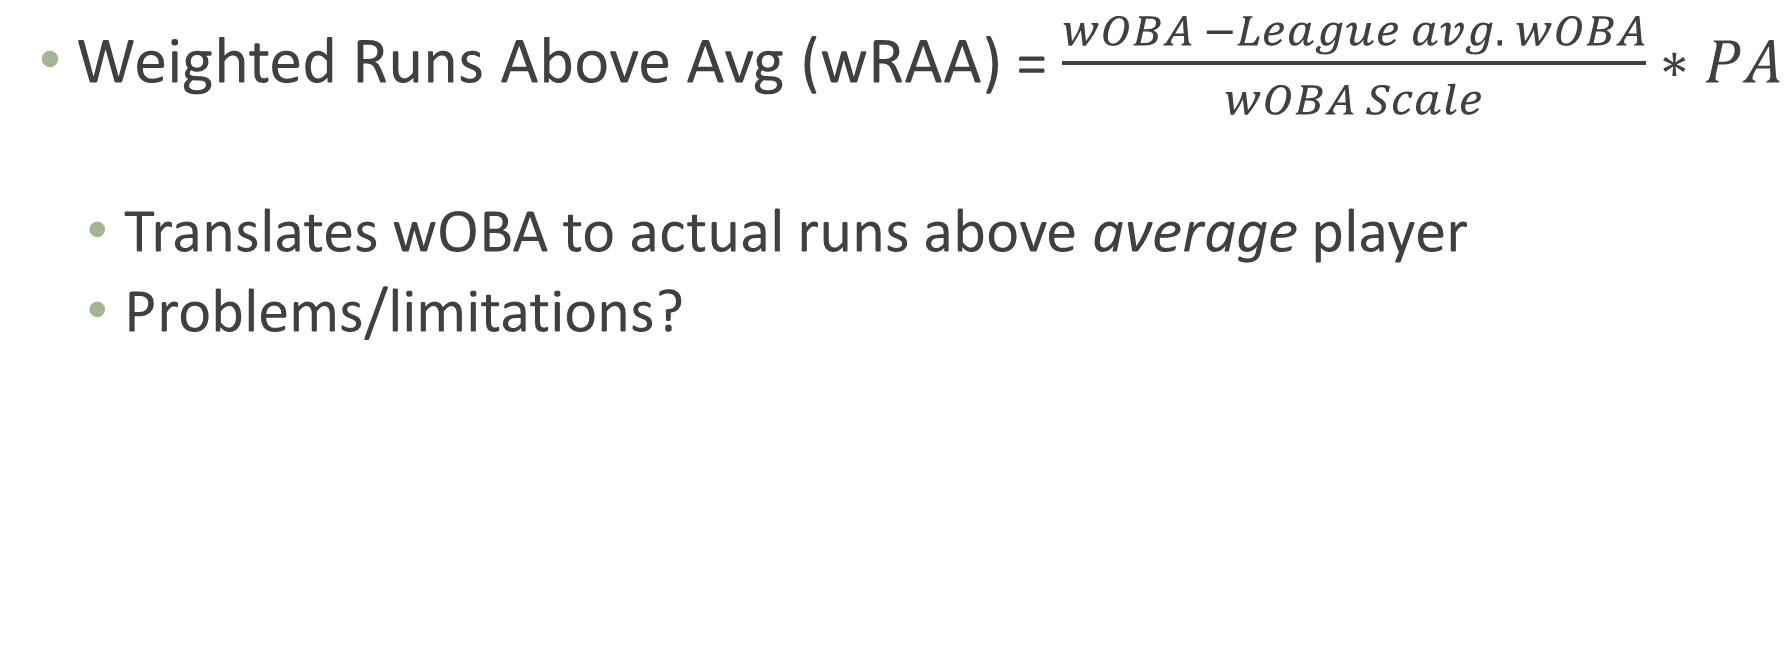 • Weighted Runs Above Avg (wRAA) = \frac{wOBA −League avg. wOBA}{wOBA Scale} ∗ PA
• Translates wOBA to actual runs above average player
• Problems/limitations?